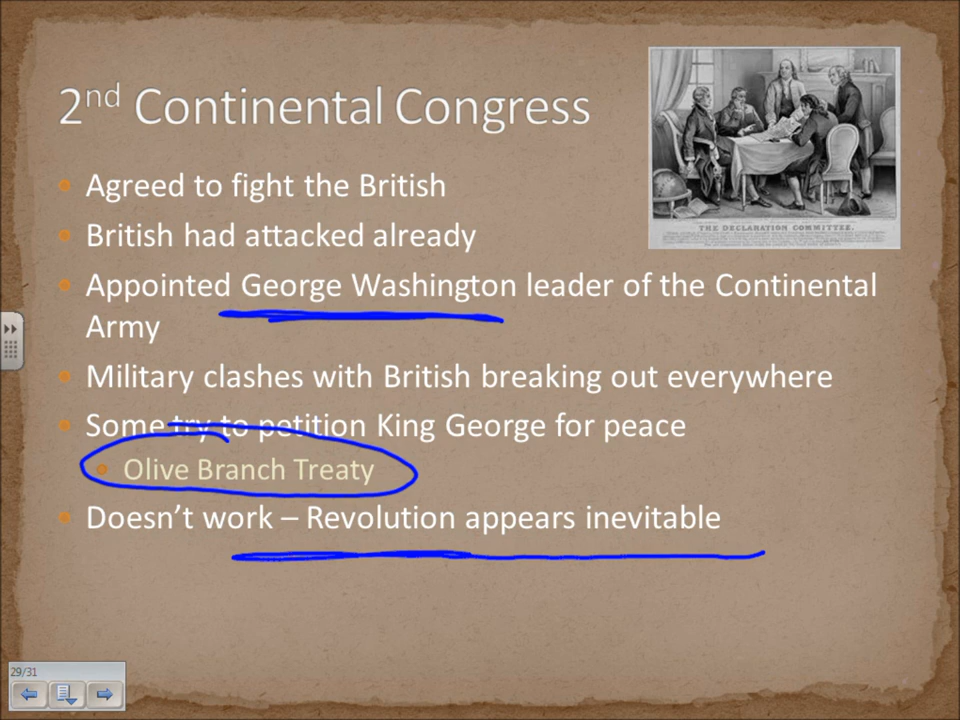 2nd Continental Congress
Agreed to fight the British
British had attacked already
Appointed George Washington leader of the Continental
Army
Military clashes with British breaking out everywhere
Some try to petition King George for peace
Olive Branch Treaty
Doesn't work – Revolution appears inevitable
THE DECLARATION COMMITTEE.
29/31